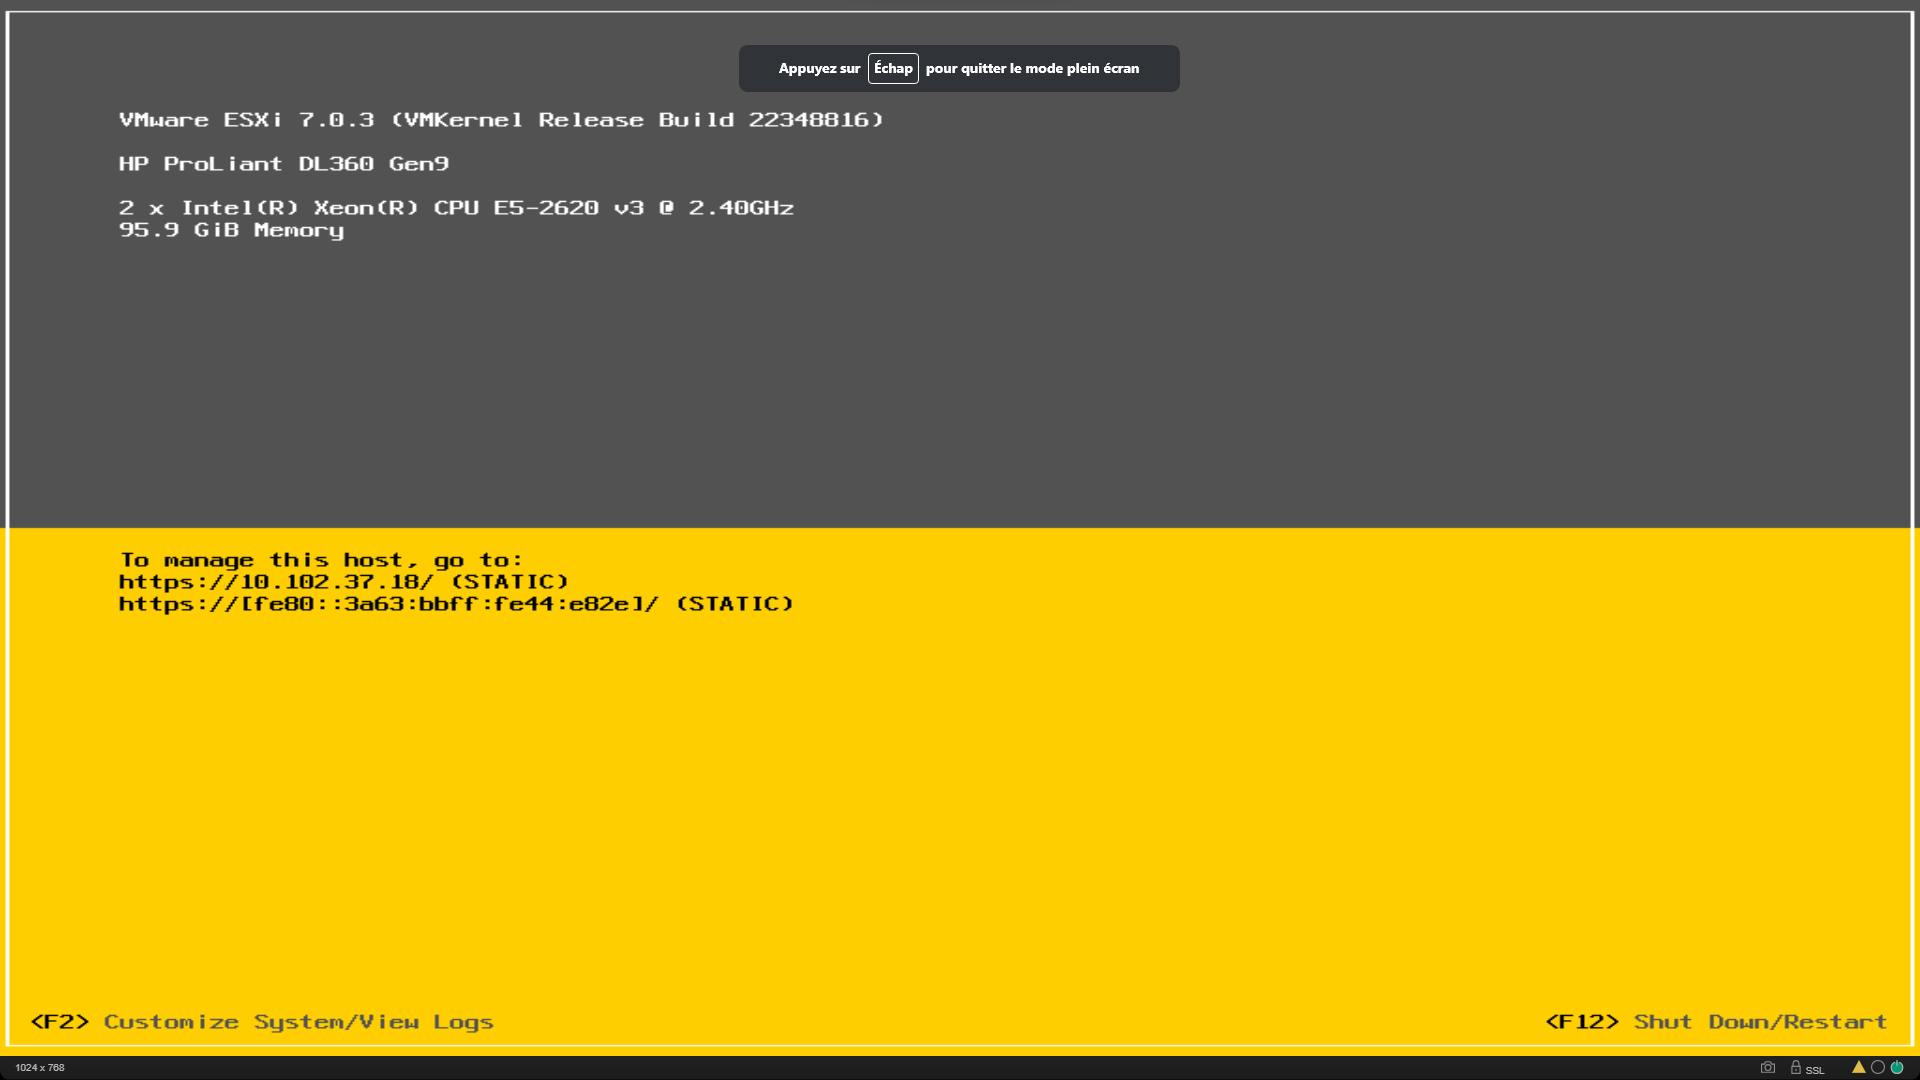 Appuyez sur Échap pour quitter le mode plein écran
VMware ESXi 7.0.3 (VMKernel Release Build 22348816)
HP ProLiant DL360 Gen9
2 x Intel(R) Xeon(R) CPU E5-2620 v3 @ 2.40GHz
95.9 GiB Memory
To manage this host, go to:
https://10.102.37.18/ (STATIC)
https://[fe80::3a63:bbff:fe44:e82e]/ (STATIC)
<F2> Customize System/View Logs
<F12> Shut Down/Restart
1024 x 768
SSL